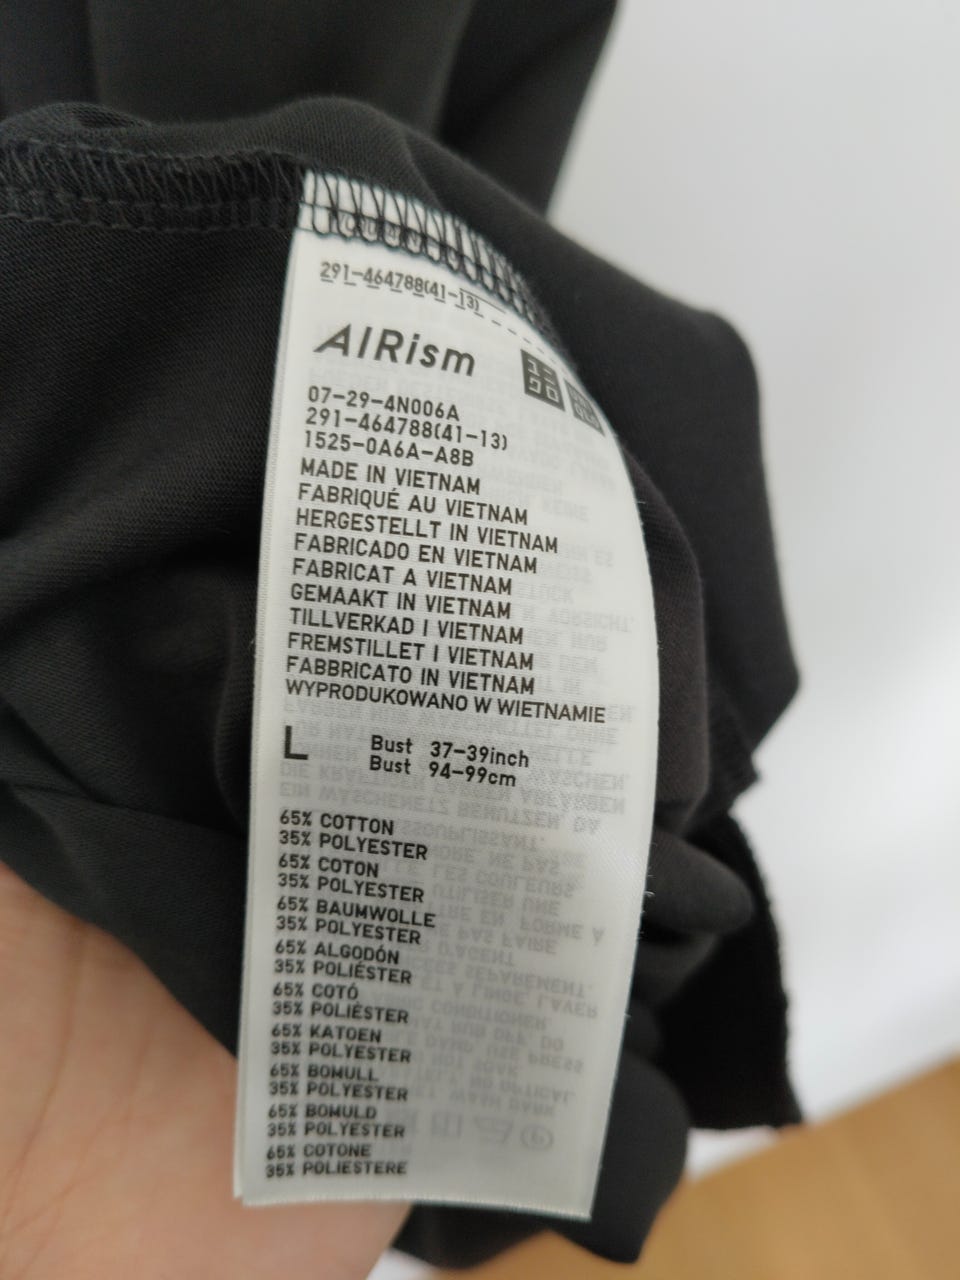 291-464788(41-13)
AIRism
07-29-4N006A
291-464788(41-13)
1525-0A6A-A8B
MADE IN VIETNAM
FABRIQUÉ AU VIETNAM
HERGESTELLT IN VIETNAM
FABRICADO EN VIETNAM
FABRICAT A VIETNAM
GEMAAKT IN VIETNAM
TILLVERKAD I VIETNAM
FREMSTILLET I VIETNAM
FABBRICATO IN VIETNAM
WYPRODUKOWANO W WIETNAMIE
L Bust 37-39inch
Bust 94-99cm
65% COTTON
35% POLYESTER
65% COTON
35% POLYESTER
65% BAUMWOLLE
35% POLYESTER
65% ALGODÓN
35% POLIÉSTER
65% COTÓ
35% POLIÈSTER
65% KATOEN
35% POLYESTER
65% BOMULL
35% POLYESTER
65% BOMULD
35% POLYESTER
65% COTONE
35% POLIESTERE